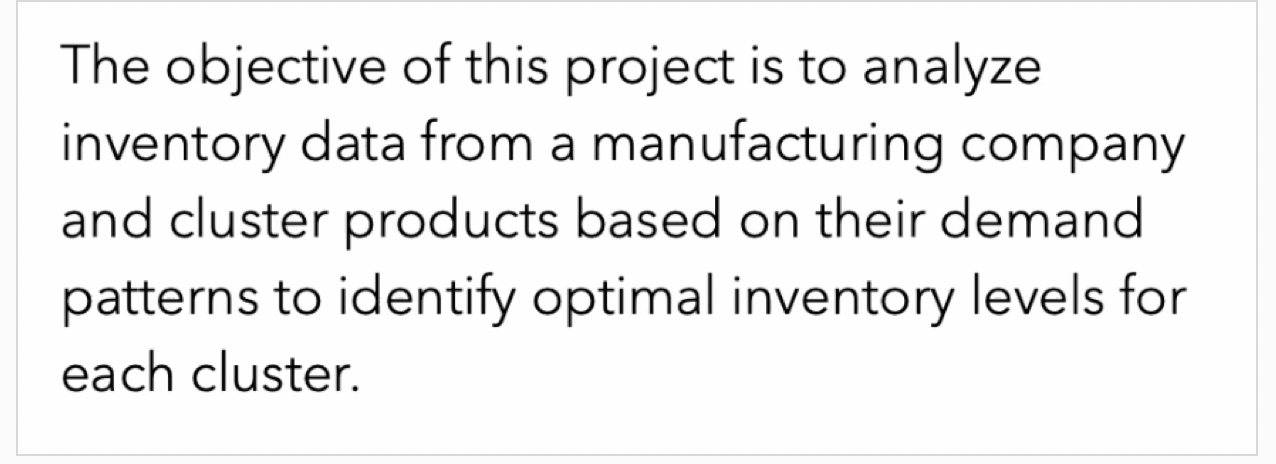 The objective of this project is to analyze
inventory data from a manufacturing company
and cluster products based on their demand
patterns to identify optimal inventory levels for
each cluster.